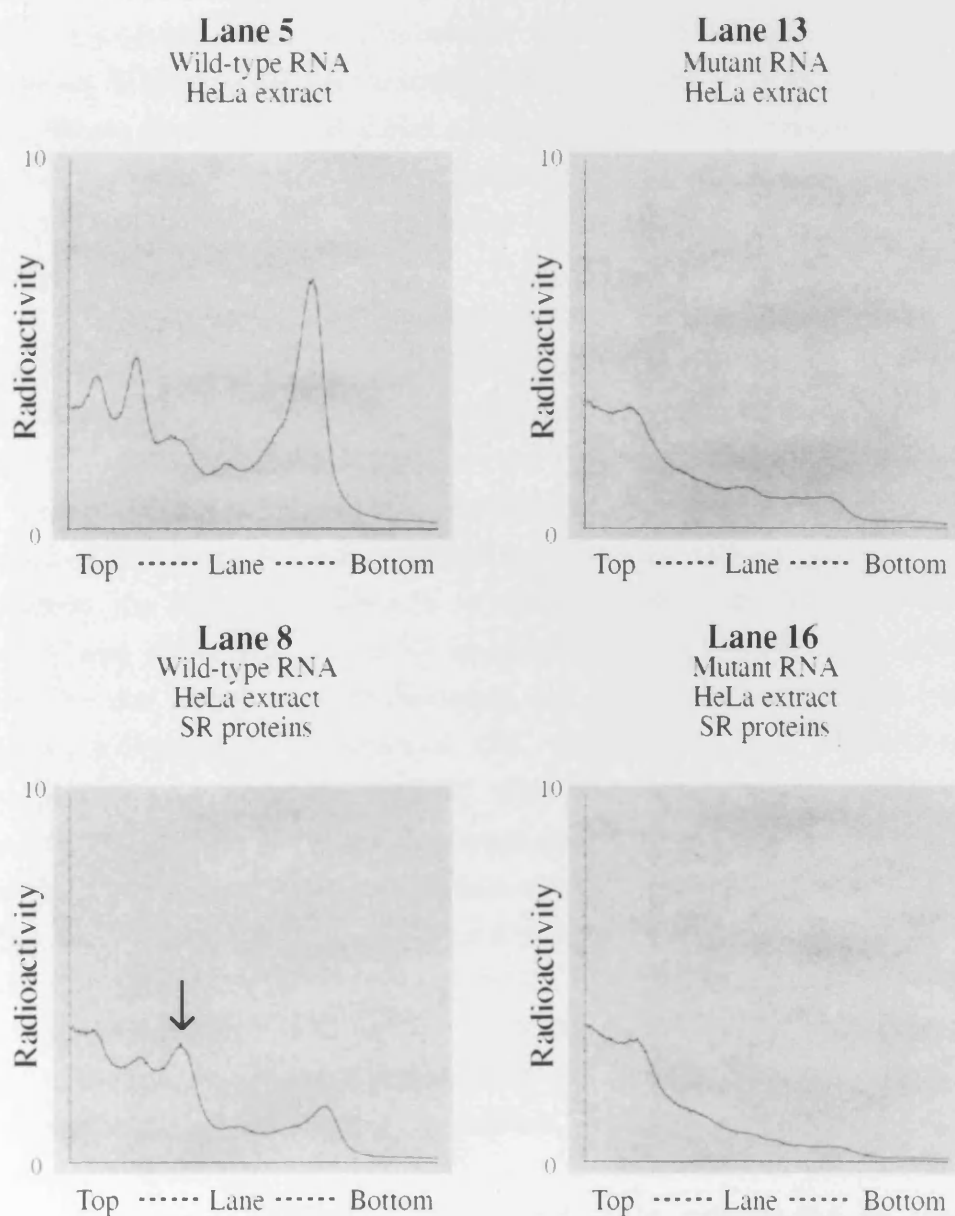 Lane 5
Wild-type RNA
HeLa extract
10
Radioactivity
0
Top ------ Lane ------ Bottom
Lane 13
Mutant RNA
HeLa extract
10
Radioactivity
0
Top ------ Lane ------ Bottom
Lane 8
Wild-type RNA
HeLa extract
SR proteins
10
Radioactivity
0
Top ------ Lane ------ Bottom
Lane 16
Mutant RNA
HeLa extract
SR proteins
10
Radioactivity
0
Top ------ Lane ------ Bottom